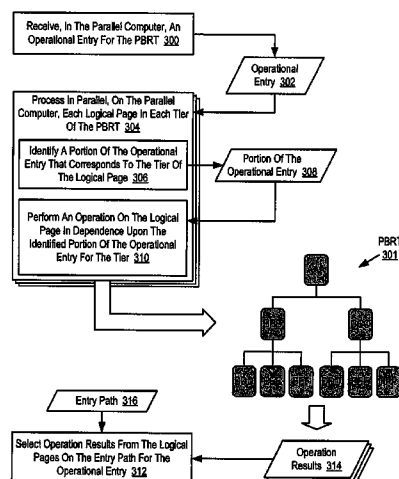 Receive, In The Parallel Computer, An
Operational Entry For The PBRT 300
Operational
Entry 302
Process In Parallel, On The Parallel
Computer, Each Logical Page In Each Tier
Of The PBRT 304
Identify A Portion Of The Operational
Entry That Corresponds To The Tier Of
The Logical Page 306
Portion Of The
Operational Entry 308
Perform An Operation On The Logical
Page In Dependence Upon The
Identified Portion Of The Operational
Entry For The Tier 310
PBRT
301
Entry Path 316
Select Operation Results From The Logical
Pages On The Entry Path For The
Operational Entry 312
Operation
Results 314